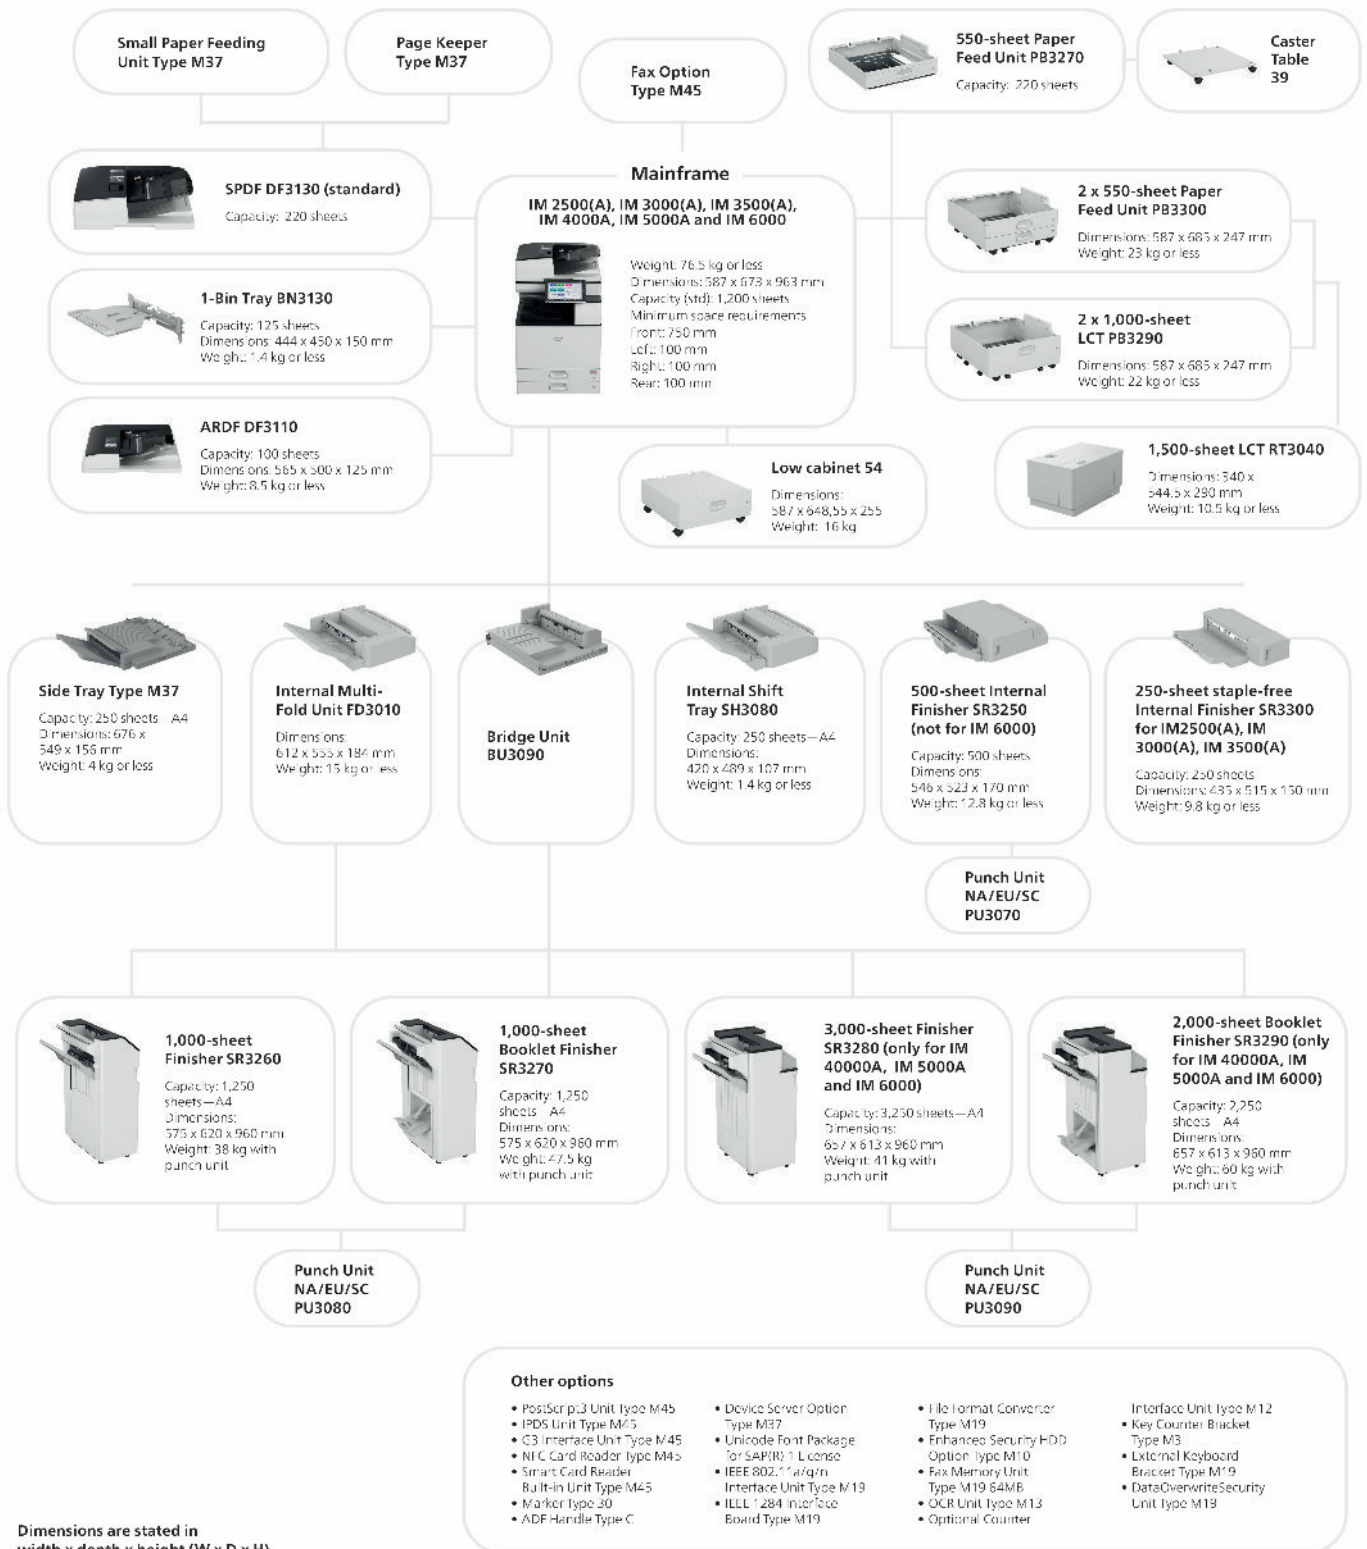 Small Paper Feeding
Unit Type M37
Page Keeper
Type M37
Fax Option
Type M45
550-sheet Paper
Feed Unit PB3270
Capacity: 220 sheets
Caster
Table
39
SPDF DF3130 (standard)
Capacity: 220 sheets
1-Bin Tray BN3130
Capacity: 125 sheets
Dimensions: 444 x 450 x 150 mm
Weight: 1.4 kg or less
ARDF DF3110
Capacity: 100 sheets
Dimensions: 565 x 500 x 125 mm
Weight: 8.5 kg or less
Mainframe
IM 2500(A), IM 3000(A), IM 3500(A),
IM 4000A, IM 5000A and IM 6000
Weight: 76.5 kg or less
Dimensions: 587 x 673 x 963 mm
Capacity (std): 1,200 sheets
Minimum space requirements
Front: 750 mm
Left: 100 mm
Right: 100 mm
Rear: 100 mm
2 x 550-sheet Paper
Feed Unit PB3300
Dimensions: 587 x 685 x 247 mm
Weight: 23 kg or less
2 x 1,000-sheet
LCT PB3290
Dimensions: 587 x 685 x 247 mm
Weight: 22 kg or less
Low cabinet 54
Dimensions:
587 x 648,55 x 255
Weight: 16 kg
1,500-sheet LCT RT3040
Dimensions: 340 x
544.5 x 290 mm
Weight: 10.5 kg or less
Side Tray Type M37
Capacity: 250 sheets—A4
Dimensions: 676 x
549 x 156 mm
Weight: 4 kg or less
Internal Multi-
Fold Unit FD3010
Dimensions:
612 x 555 x 184 mm
Weight: 15 kg or less
Bridge Unit
BU3090
Internal Shift
Tray SH3080
Capacity: 250 sheets—A4
Dimensions:
420 x 489 x 107 mm
Weight: 1.4 kg or less
500-sheet Internal
Finisher SR3250
(not for IM 6000)
Capacity: 500 sheets
Dimensions:
546 x 523 x 170 mm
Weight: 12.8 kg or less
250-sheet staple-free
Internal Finisher SR3300
for IM2500(A), IM
3000(A), IM 3500(A)
Capacity: 250 sheets
Dimensions: 435 x 515 x 150 mm
Weight: 9.8 kg or less
Punch Unit
NA/EU/SC
PU3070
1,000-sheet
Finisher SR3260
Capacity: 1,250
sheets—A4
Dimensions:
575 x 620 x 960 mm
Weight: 38 kg with
punch unit
1,000-sheet
Booklet Finisher
SR3270
Capacity: 1,250
sheets—A4
Dimensions:
575 x 620 x 960 mm
Weight: 47.5 kg
with punch unit
3,000-sheet Finisher
SR3280 (only for IM
40000A, IM 5000A
and IM 6000)
Capacity: 3,250 sheets—A4
Dimensions:
657 x 613 x 960 mm
Weight: 41 kg with
punch unit
2,000-sheet Booklet
Finisher SR3290 (only
for IM 40000A, IM
5000A and IM 6000)
Capacity: 2,250
sheets—A4
Dimensions:
657 x 613 x 960 mm
Weight: 60 kg with
punch unit
Punch Unit
NA/EU/SC
PU3080
Punch Unit
NA/EU/SC
PU3090
Other options
• PostScript3 Unit Type M45
• IPDS Unit Type M45
• G3 Interface Unit Type M45
• NFC Card Reader Type M45
• Smart Card Reader
Built-in Unit Type M45
• Marker Type 30
• ADF Handle Type C
• Device Server Option
Type M37
• Unicode Font Package
for SAP(R) 1 License
• IEEE 802.11a/g/n
Interface Unit Type M19
• IEEE 1284 Interface
Board Type M19
• File Format Converter
Type M19
• Enhanced Security HDD
Option Type M10
• Fax Memory Unit
Type M19 64MB
• OCR Unit Type M13
• Optional Counter
Interface Unit Type M12
• Key Counter Bracket
Type M3
• External Keyboard
Bracket Type M19
• DataOverwriteSecurity
Unit Type M19
Dimensions are stated in
width x depth x height (W x D x H)